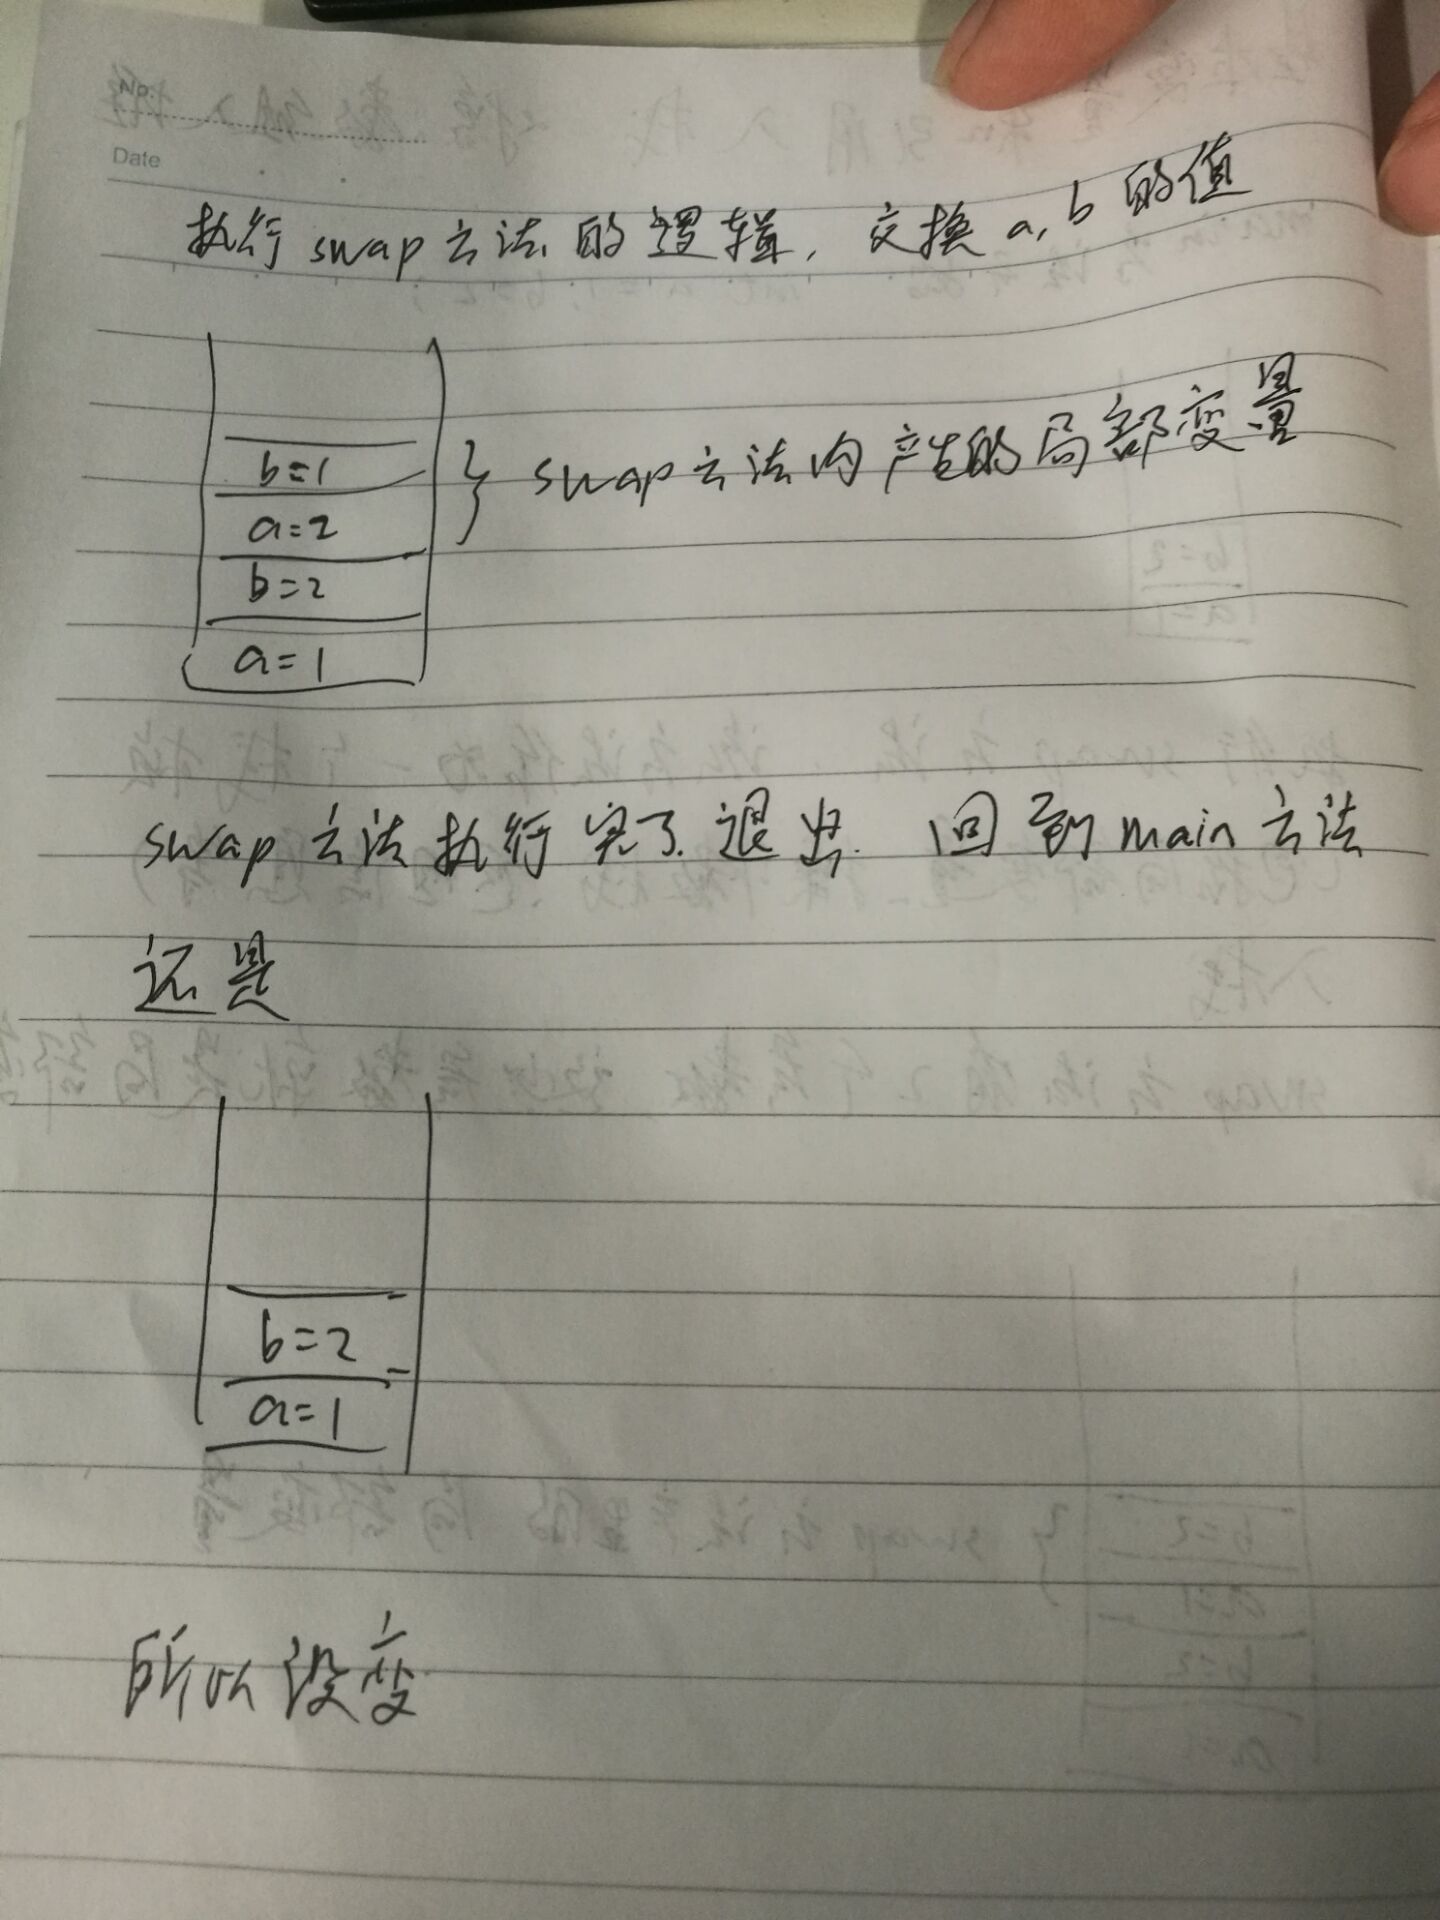 No.
Date
执行swap方法的逻辑，交换a,b的值
b=1
a=2
b=2
a=1
} swap方法内产生的局部变量
swap方法执行完了退出. 回到main方法
还是
b=2
a=1
所以没变